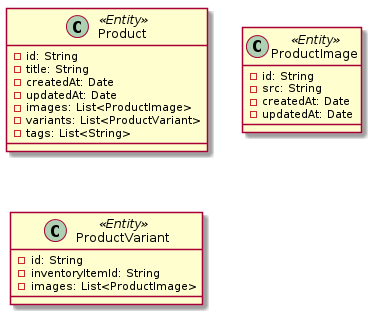 C
«Entity»
Product
id: String
title: String
createdAt: Date
updatedAt: Date
images: List<ProductImage>
variants: List<ProductVariant>
tags: List<String>
C
«Entity»
ProductImage
id: String
src: String
createdAt: Date
updatedAt: Date
C
«Entity»
ProductVariant
id: String
inventoryItemId: String
images: List<ProductImage>